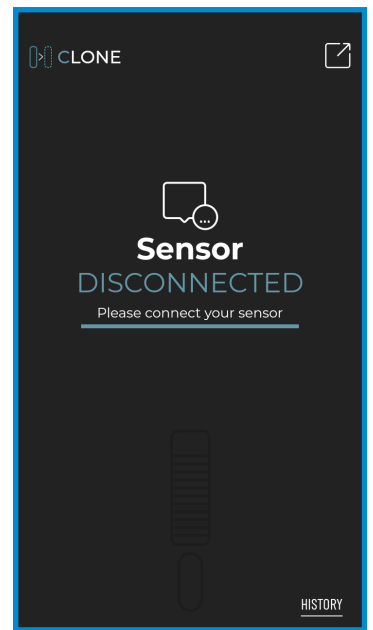 CLONE
Sensor
DISCONNECTED
Please connect your sensor
HISTORY